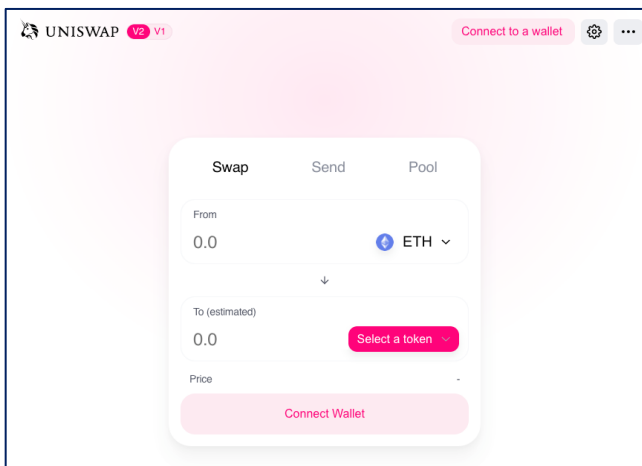 UNISWAP V2 V1 Connect to a wallet
Swap Send Pool
From
0.0 ETH
To (estimated)
0.0 Select a token
Price -
Connect Wallet